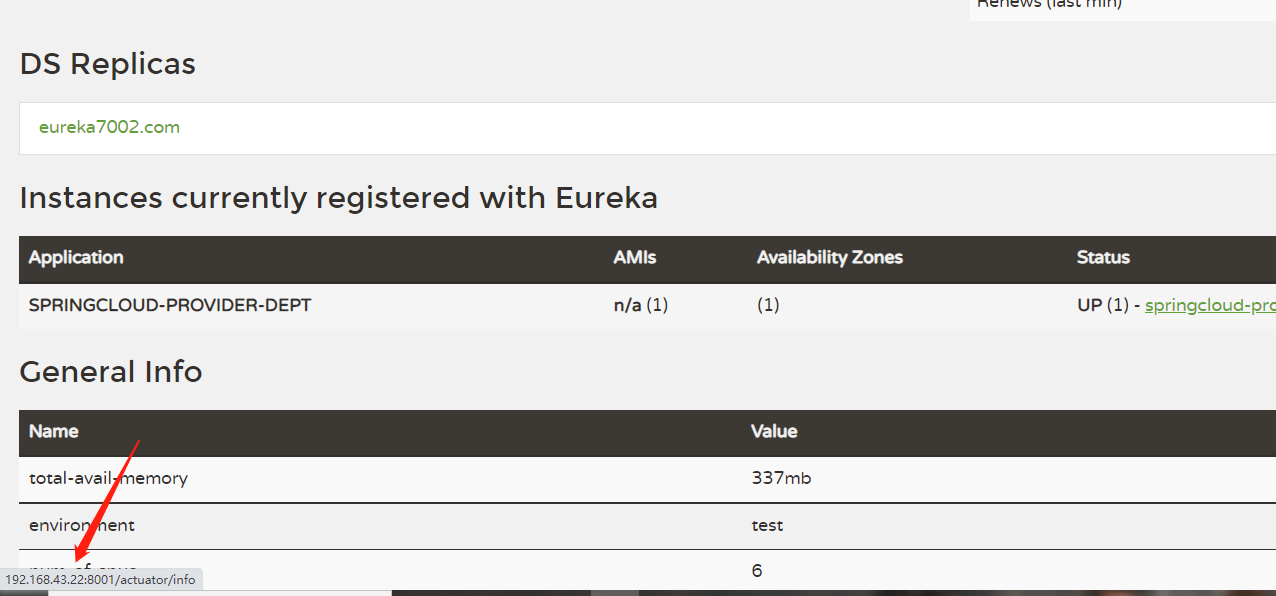 Renews (last min)
DS Replicas
eureka7002.com
Instances currently registered with Eureka
Application AMIs Availability Zones Status
SPRINGCLOUD-PROVIDER-DEPT n/a (1) (1) UP (1) - springcloud-pro
General Info
Name Value
total-avail-memory 337mb
environment test
6
192.168.43.22:8001/actuator/info